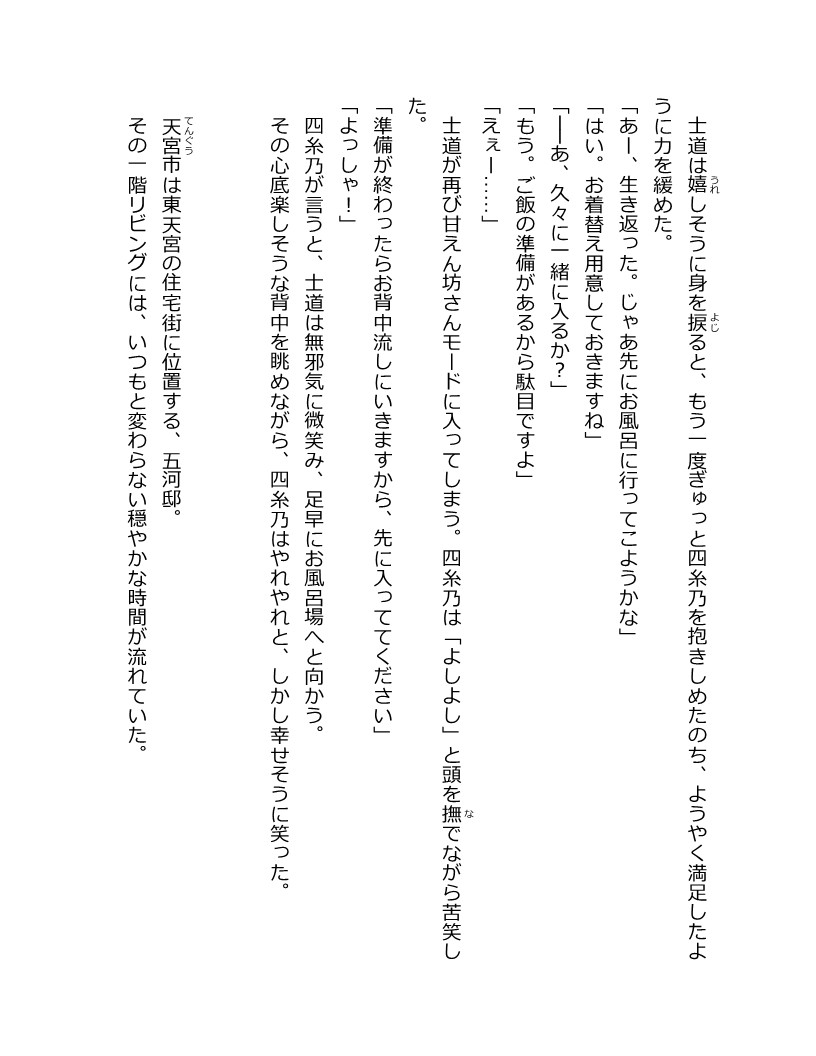 士道は嬉しそうに身を捩ると、もう一度ぎゅっと四糸乃を抱きしめたのち、ようやく満足したよ
うに力を緩めた。
「あー、生き返った。じゃあ先にお風呂に行ってこようかな」
「はい。お着替え用意しておきますね」
「──あ、久々に一緒に入るか？」
「もう。ご飯の準備があるから駄目ですよ」
「えぇー……」
士道が再び甘えん坊さんモードに入ってしまう。四糸乃は「よしよし」と頭を撫でながら苦笑し
た。
「準備が終わったらお背中流しにいきますから、先に入っててください」
「よっしゃ！」
四糸乃が言うと、士道は無邪気に微笑み、足早にお風呂場へと向かう。
その心底楽しそうな背中を眺めながら、四糸乃はやれやれと、しかし幸せそうに笑った。
天宮市は東天宮の住宅街に位置する、五河邸。
その一階リビングには、いつもと変わらない穏やかな時間が流れていた。